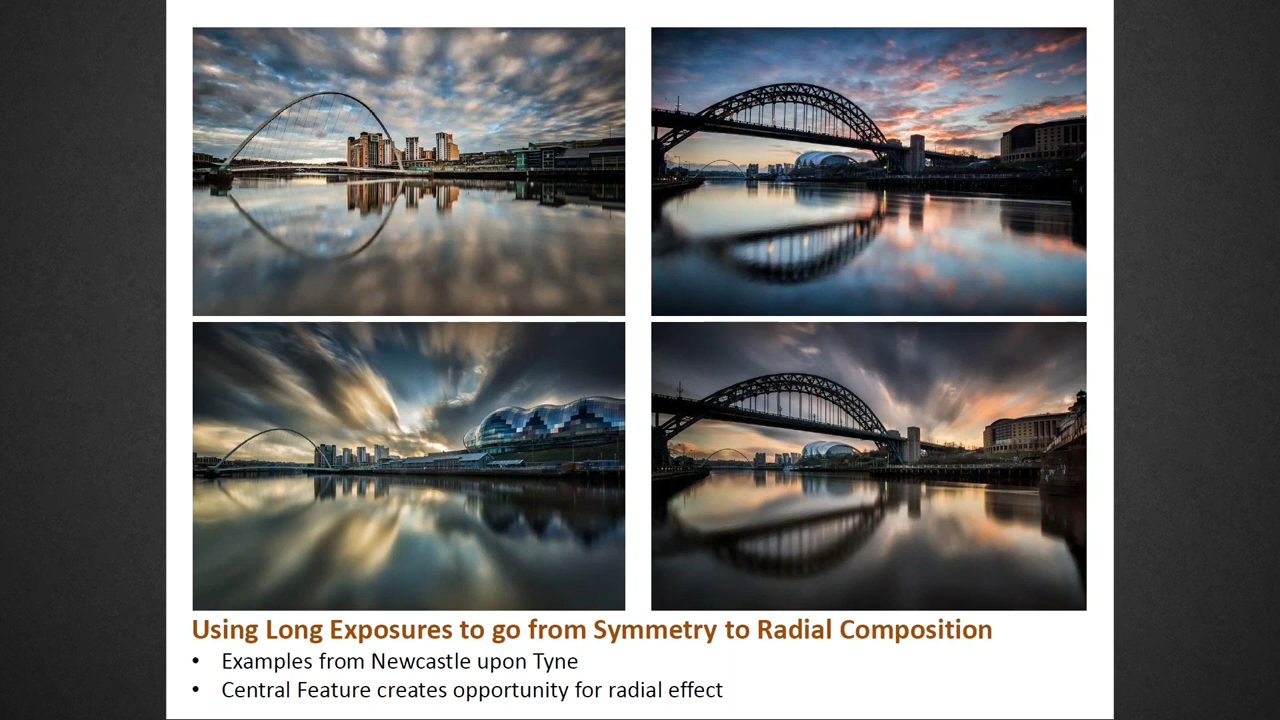 Using Long Exposures to go from Symmetry to Radial Composition
• Examples from Newcastle upon Tyne
• Central Feature creates opportunity for radial effect